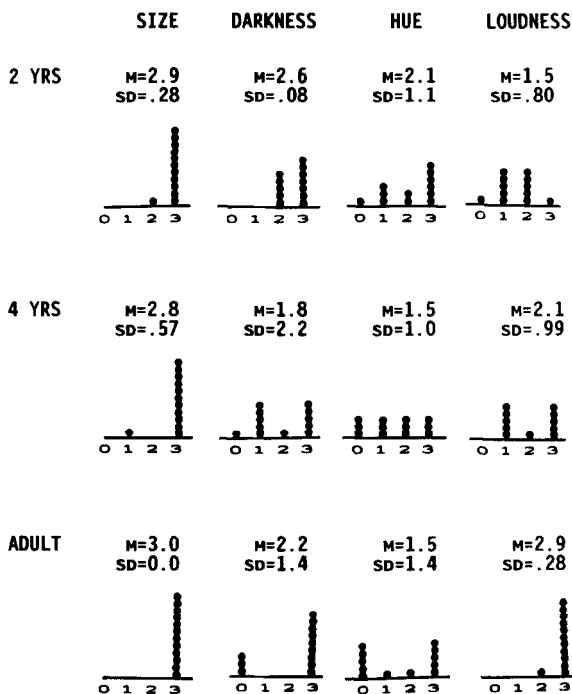 SIZE DARKNESS HUE LOUDNESS
2 YRS M=2.9 M=2.6 M=2.1 M=1.5
SD=.28 SD=.08 SD=1.1 SD=.80
0 1 2 3 0 1 2 3 0 1 2 3 0 1 2 3
4 YRS M=2.8 M=1.8 M=1.5 M=2.1
SD=.57 SD=2.2 SD=1.0 SD=.99
0 1 2 3 0 1 2 3 0 1 2 3 0 1 2 3
ADULT M=3.0 M=2.2 M=1.5 M=2.9
SD=0.0 SD=1.4 SD=1.4 SD=.28
0 1 2 3 0 1 2 3 0 1 2 3 0 1 2 3